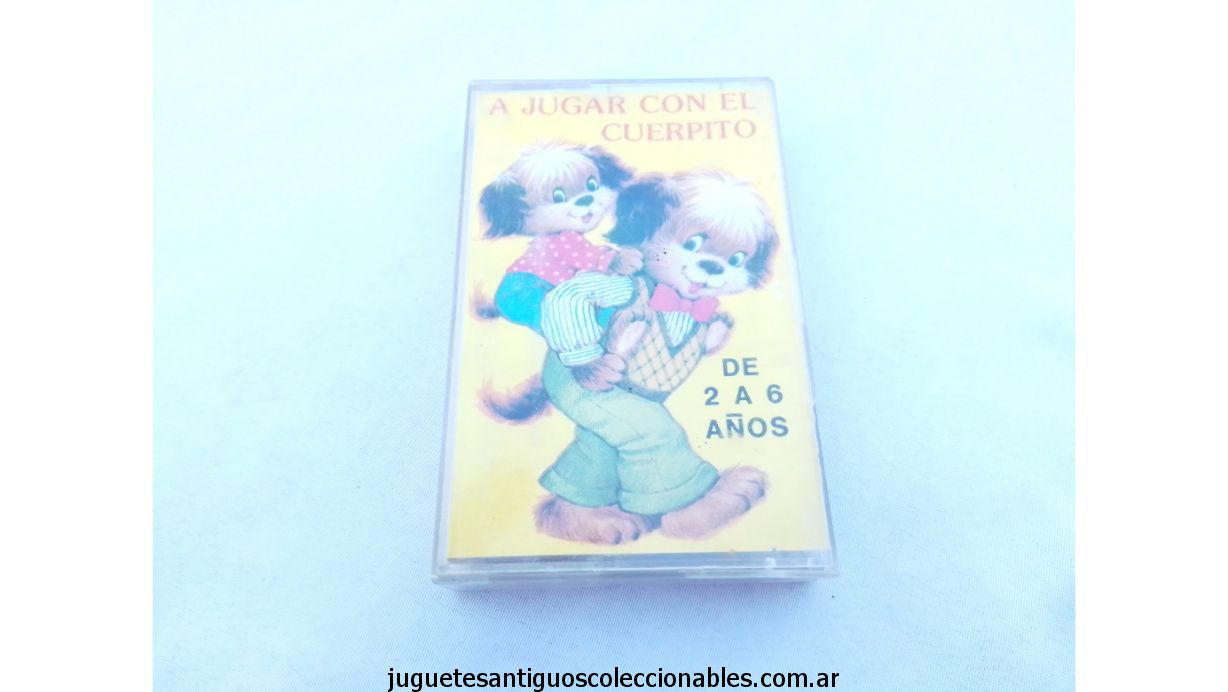 A JUGAR CON EL
CUERPITO
DE
2 A 6
AÑOS
juguetesantiguoscoleccionables.com.ar